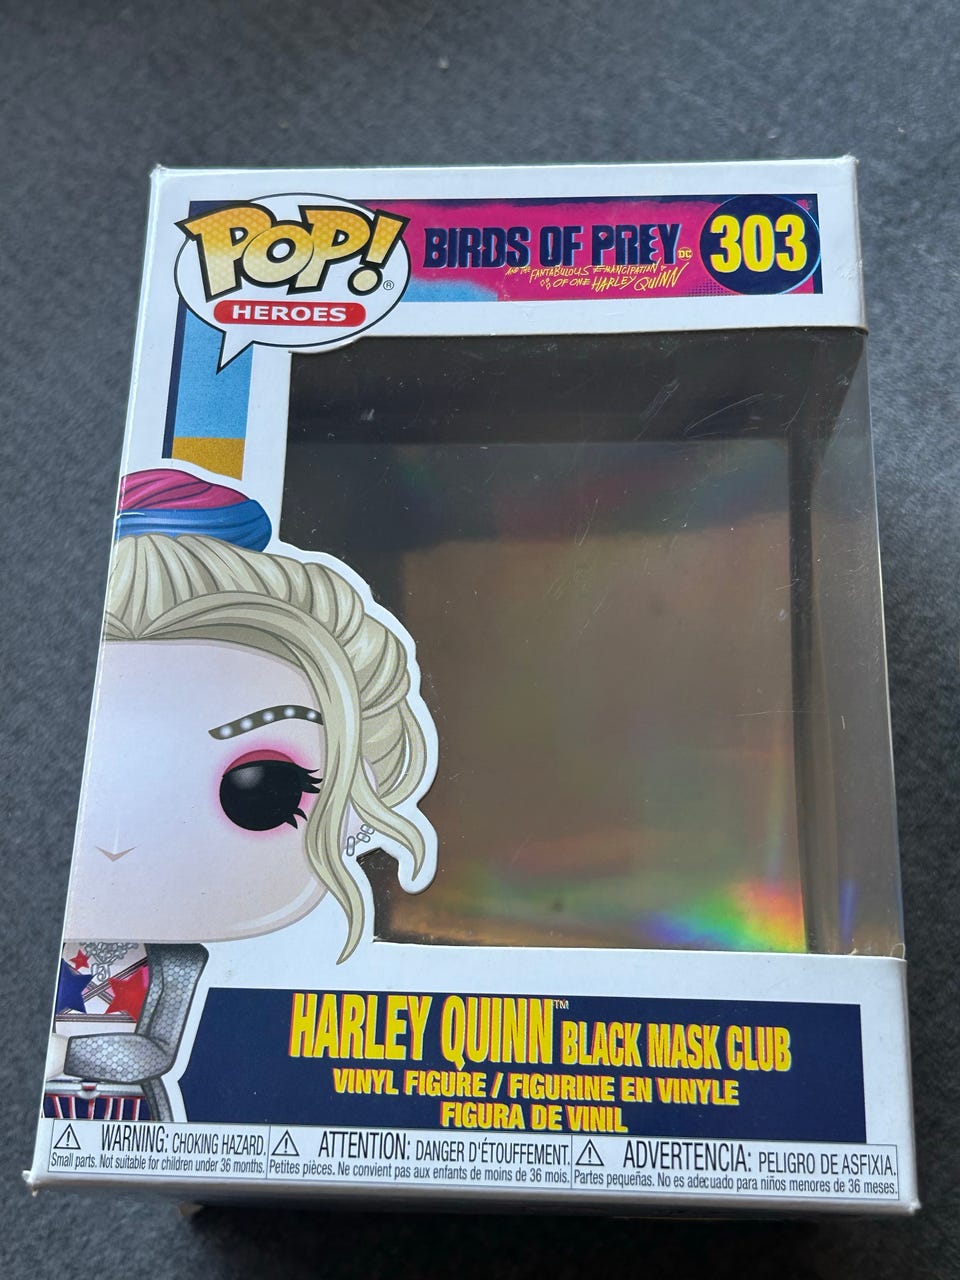 POP!®
HEROES
BIRDS OF PREY DC
AND THE FANTABULOUS EMANCIPATION
OF ONE HARLEY QUINN
303
HARLEY QUINN™ BLACK MASK CLUB
VINYL FIGURE / FIGURINE EN VINYLE
FIGURA DE VINIL
WARNING: CHOKING HAZARD.
Small parts. Not suitable for children under 36 months.
ATTENTION: DANGER D'ÉTOUFFEMENT.
Petites pièces. Ne convient pas aux enfants de moins de 36 mois.
ADVERTENCIA: PELIGRO DE ASFIXIA.
Partes pequeñas. No es adecuado para niños menores de 36 meses.